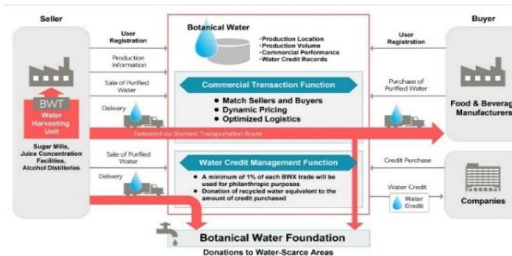 Seller
Buyer
User
Registration
Production
Information
Sale of Purified
Water
Delivery
BWT
Water
Harvesting
Unit
Sugar Mills,
Juice Concentration
Facilities,
Alcohol Distilleries
Sale of Purified
Water
Delivery
Botanical Water
• Production Location
• Production Volume
• Commercial Performance
• Water Credit Records
Commercial Transaction Function
• Match Sellers and Buyers
• Dynamic Pricing
• Optimized Logistics
Delivered via Shortest Transportation Route
Water Credit Management Function
• A minimum of 1% of each BWX trade will be
used for philanthropic purposes
• Donation of recycled water equivalent to the
amount of credit purchased
User
Registration
Purchase of
Purified Water
Food & Beverage
Manufacturers
Credit Purchase
Water Credit
Water
Credit
Companies
Botanical Water Foundation
Donations to Water-Scarce Areas